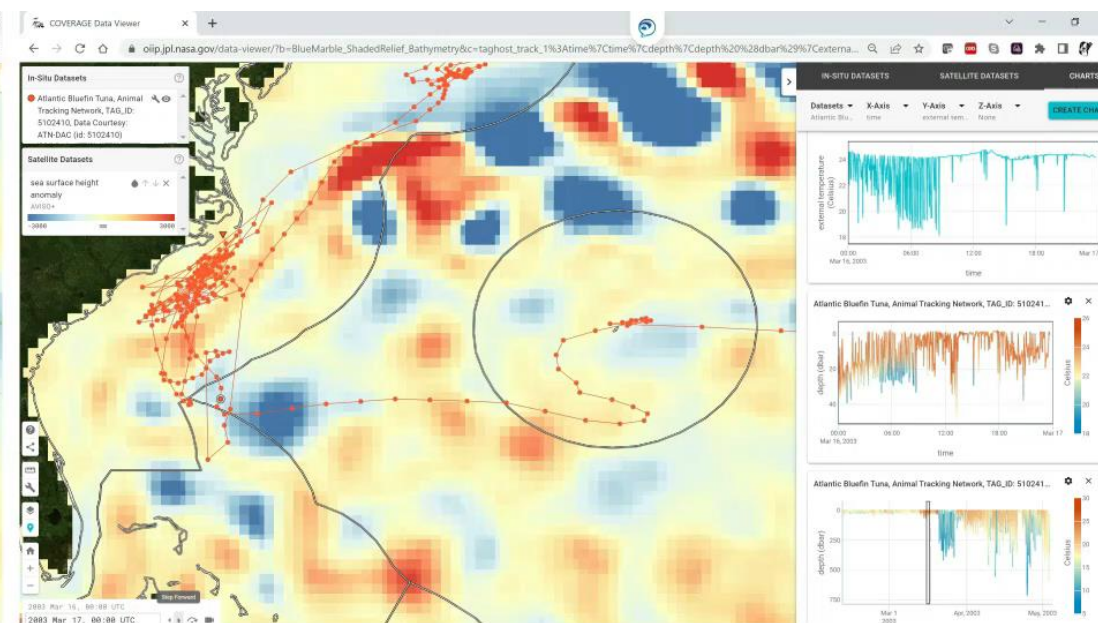 COVERAGE Data Viewer
oiip.jpl.nasa.gov/data-viewer/?b=BlueMarble_ShadedRelief_Bathymetry&c=taghost_track_1%3Atime%7Ctime%7Cdepth%7Cdepth%20%28dbar%29%7Cexterna...
In-Situ Datasets
Atlantic Bluefin Tuna, Animal
Tracking Network, TAG_ID:
5102410, Data Courtesy:
ATN-DAC (id: 5102410)
Satellite Datasets
sea surface height
anomaly
AVISO+
-3000 mm 3000
Stop Forward
2003 Mar 16, 00:00 UTC
2003 Mar 17, 00:00 UTC
IN-SITU DATASETS SATELLITE DATASETS CHARTS
Datasets X-Axis Y-Axis Z-Axis
Atlantic Blu... time external tem... None
CREATE CHA
external temperature
(Celsius)
24
22
20
18
00:00 06:00 12:00 18:00 Mar 17
Mar 16, 2003
time
Atlantic Bluefin Tuna, Animal Tracking Network, TAG_ID: 510241...
depth (dbar)
0
20
40
00:00 06:00 12:00 18:00 Mar 17
Mar 16, 2003
time
26
24
22
20
18
Celsius
Atlantic Bluefin Tuna, Animal Tracking Network, TAG_ID: 510241...
depth (dbar)
0
250
500
750
Mar 1 Apr, 2003 May, 2003
2003
30
25
20
15
10
5
Celsius